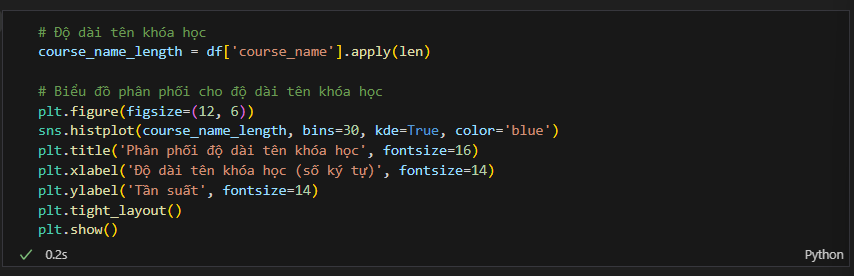 # Độ dài tên khóa học
course_name_length = df['course_name'].apply(len)
# Biểu đồ phân phối cho độ dài tên khóa học
plt.figure(figsize=(12, 6))
sns.histplot(course_name_length, bins=30, kde=True, color='blue')
plt.title('Phân phối độ dài tên khóa học', fontsize=16)
plt.xlabel('Độ dài tên khóa học (số ký tự)', fontsize=14)
plt.ylabel('Tần suất', fontsize=14)
plt.tight_layout()
plt.show()
0.2s
Python